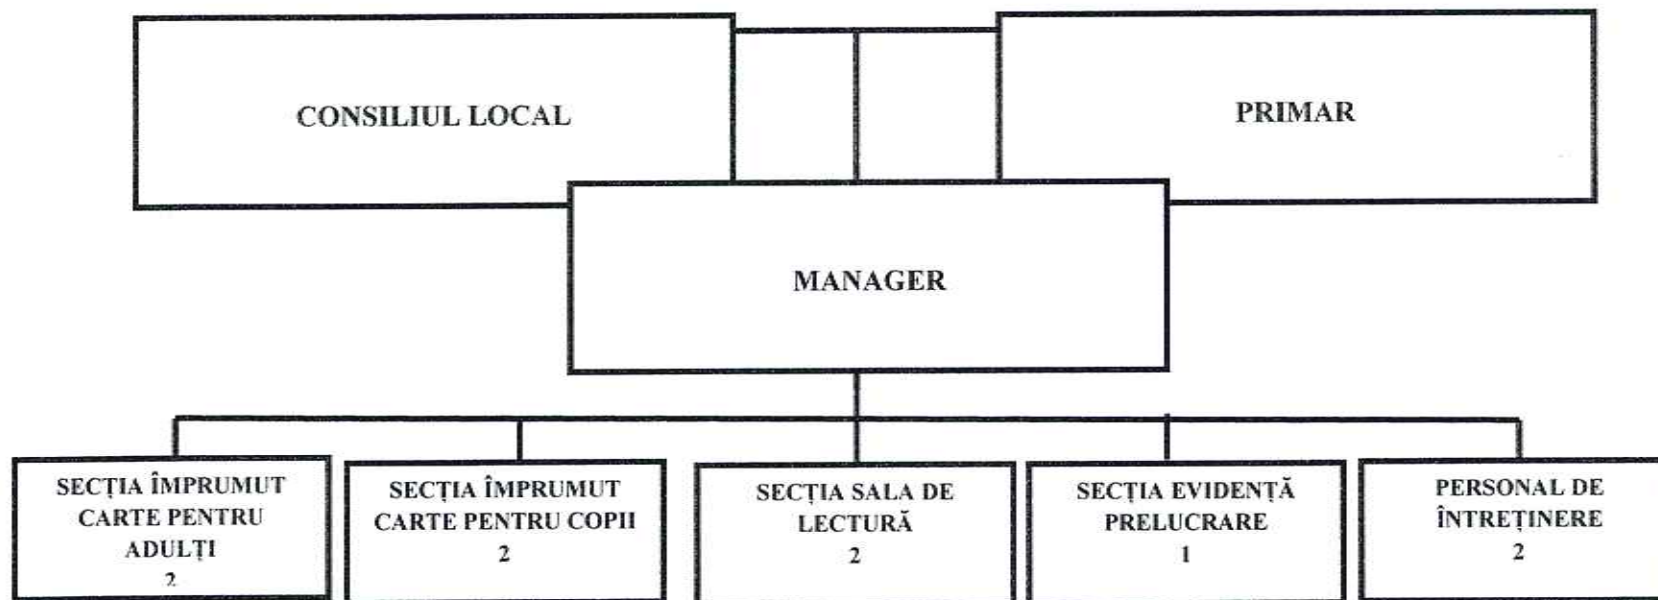 CONSILIUL LOCAL
PRIMAR
MANAGER
SECȚIA ÎMPRUMUT
CARTE PENTRU
ADULȚI
2
SECȚIA ÎMPRUMUT
CARTE PENTRU COPII
2
SECȚIA SALA DE
LECTURĂ
2
SECȚIA EVIDENȚĂ
PRELUCRARE
1
PERSONAL DE
ÎNTREȚINERE
2